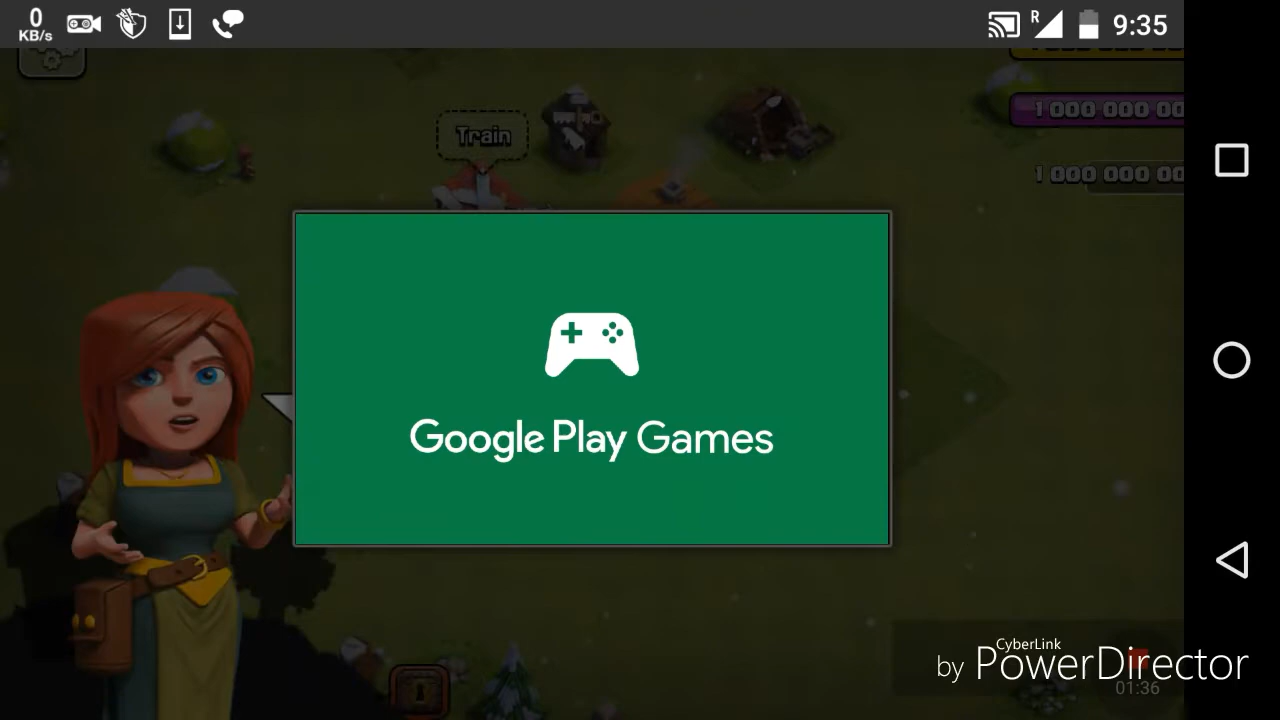 0
KB/s
R
9:35
1 000 000 00
Train
1 000 000 00
Google Play Games
CyberLink
by PowerDirector
01:36